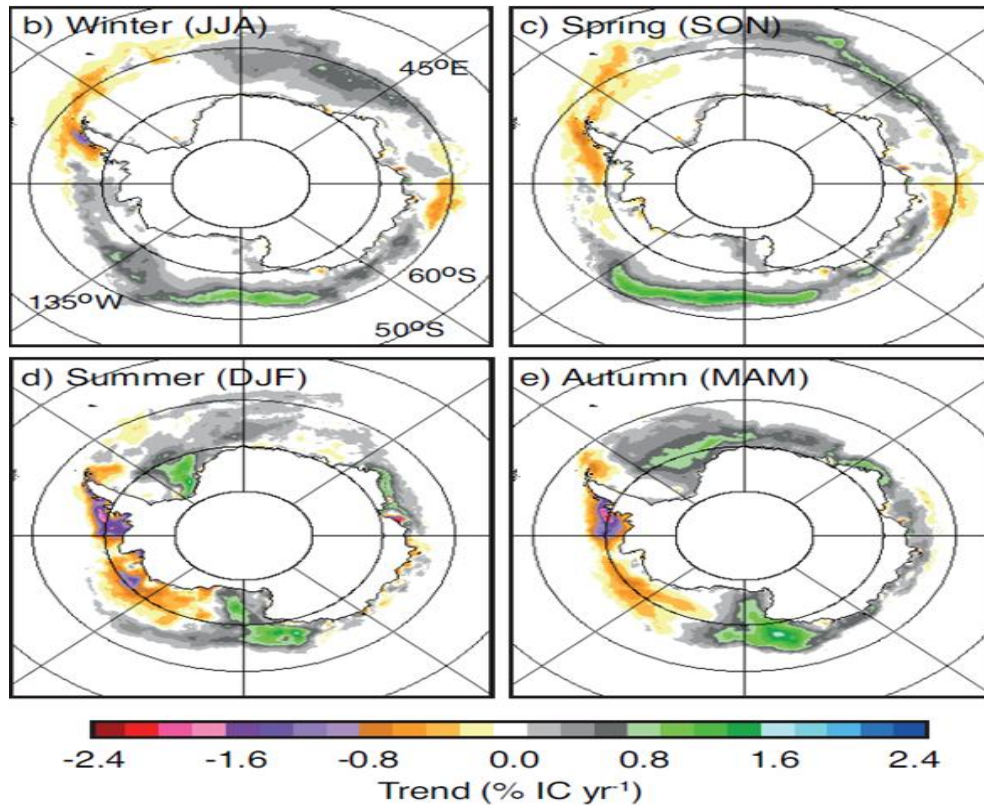 b) Winter (JJA)
c) Spring (SON)
45°E
135°W
60°S
50°S
d) Summer (DJF)
e) Autumn (MAM)
-2.4 -1.6 -0.8 0.0 0.8 1.6 2.4
Trend (% IC yr⁻¹)